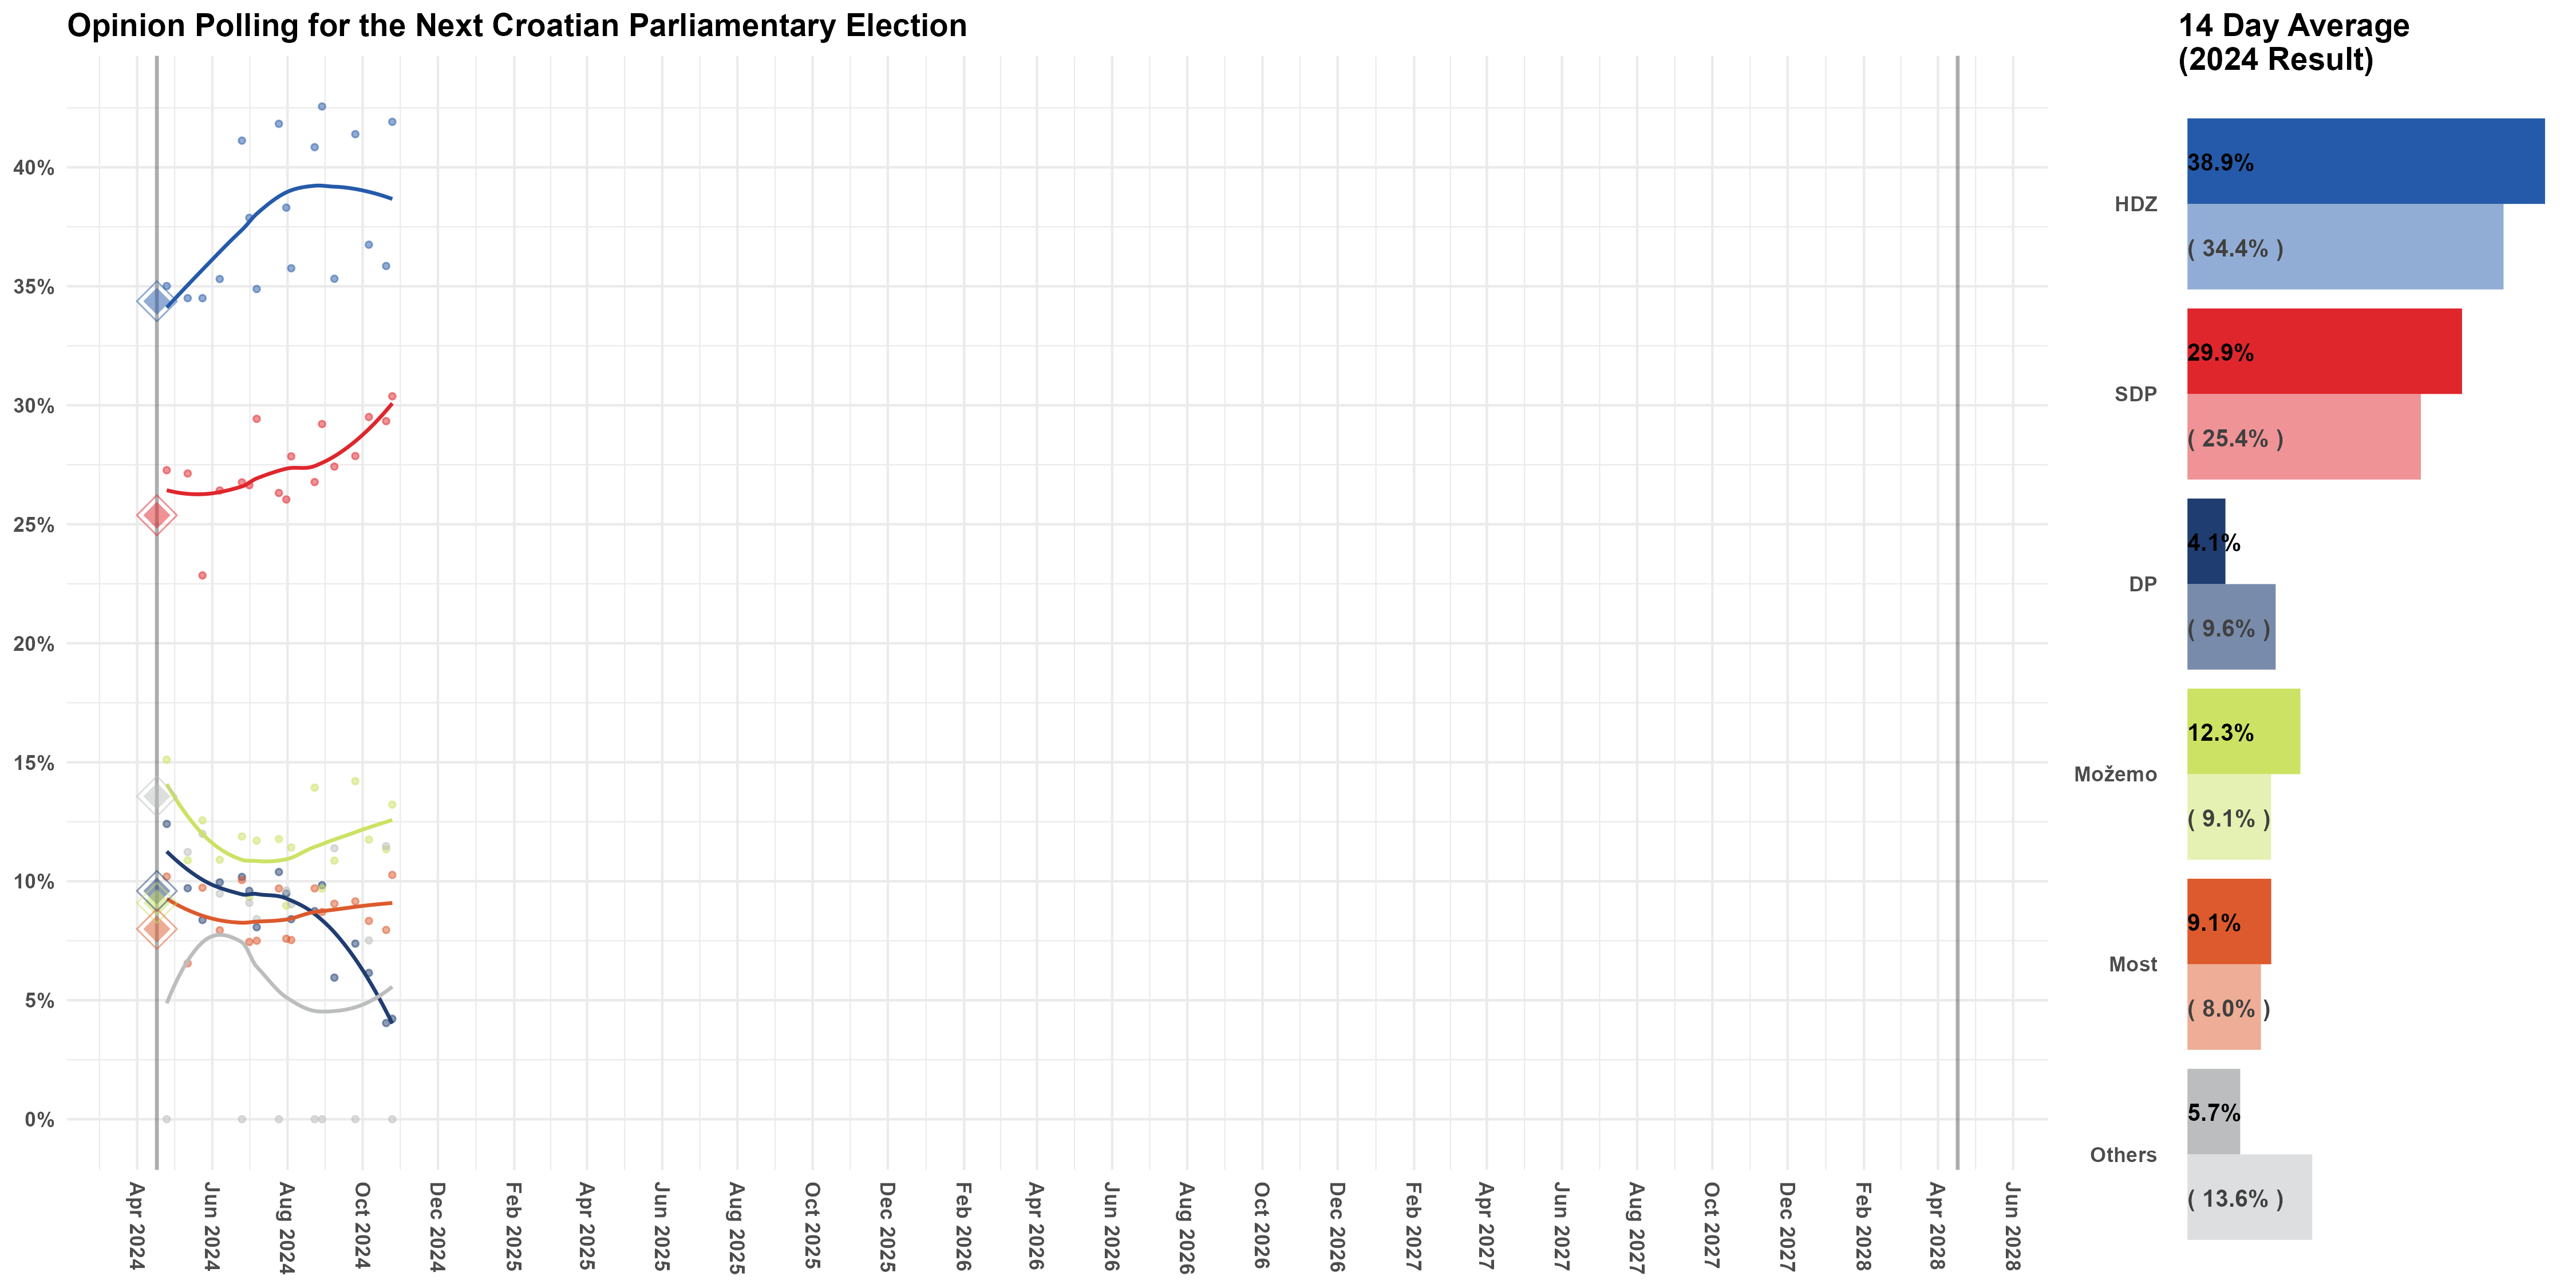 Opinion Polling for the Next Croatian Parliamentary Election
14 Day Average
(2024 Result)
40%
35%
30%
25%
20%
15%
10%
5%
0%
Apr 2024
Jun 2024
Aug 2024
Oct 2024
Dec 2024
Feb 2025
Apr 2025
Jun 2025
Aug 2025
Oct 2025
Dec 2025
Feb 2026
Apr 2026
Jun 2026
Aug 2026
Oct 2026
Dec 2026
Feb 2027
Apr 2027
Jun 2027
Aug 2027
Oct 2027
Dec 2027
Feb 2028
Apr 2028
Jun 2028
HDZ
38.9%
( 34.4% )
SDP
29.9%
( 25.4% )
DP
4.1%
( 9.6% )
Možemo
12.3%
( 9.1% )
Most
9.1%
( 8.0% )
Others
5.7%
( 13.6% )